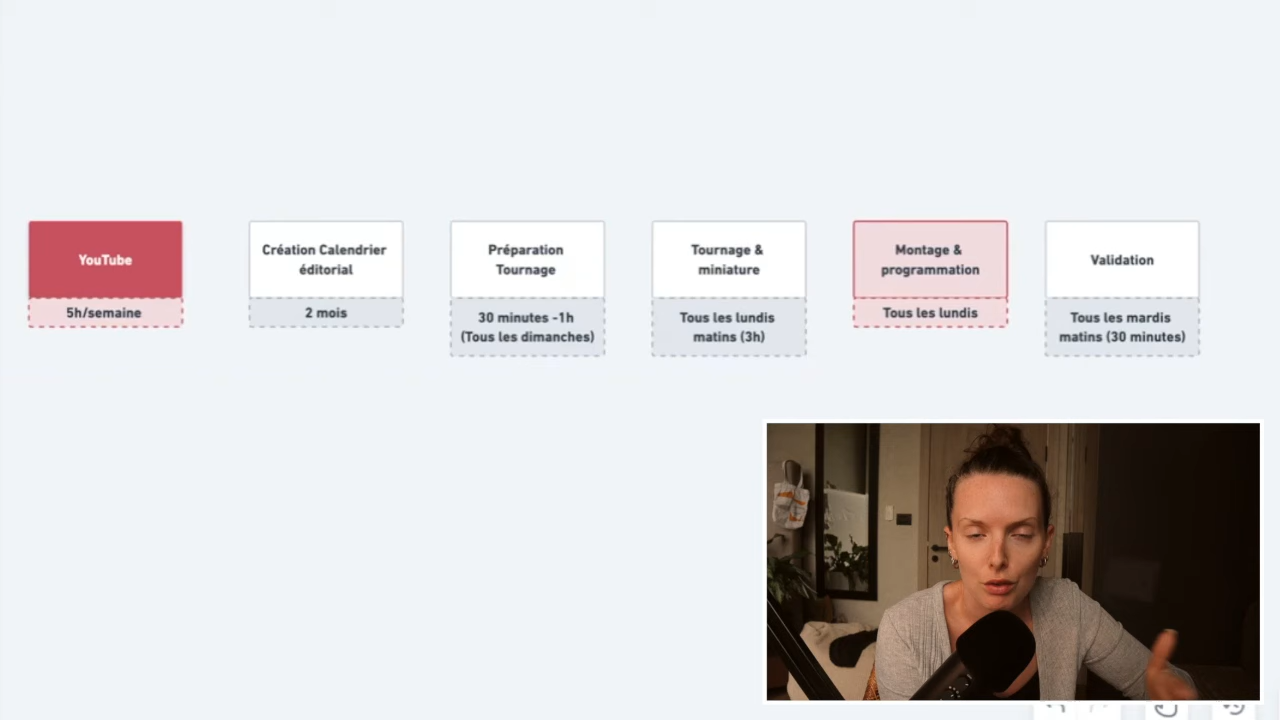 YouTube
5h/semaine
Création Calendrier
éditorial
2 mois
Préparation
Tournage
30 minutes -1h
(Tous les dimanches)
Tournage &
miniature
Tous les lundis
matins (3h)
Montage &
programmation
Tous les lundis
Validation
Tous les mardis
matins (30 minutes)